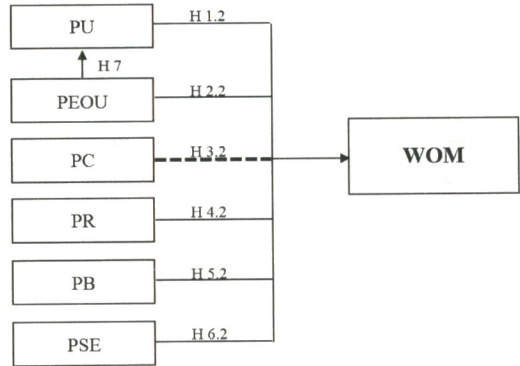 PU
H 1.2
H 7
PEOU
H 2.2
PC
H 3.2
WOM
PR
H 4.2
PB
H 5.2
PSE
H 6.2